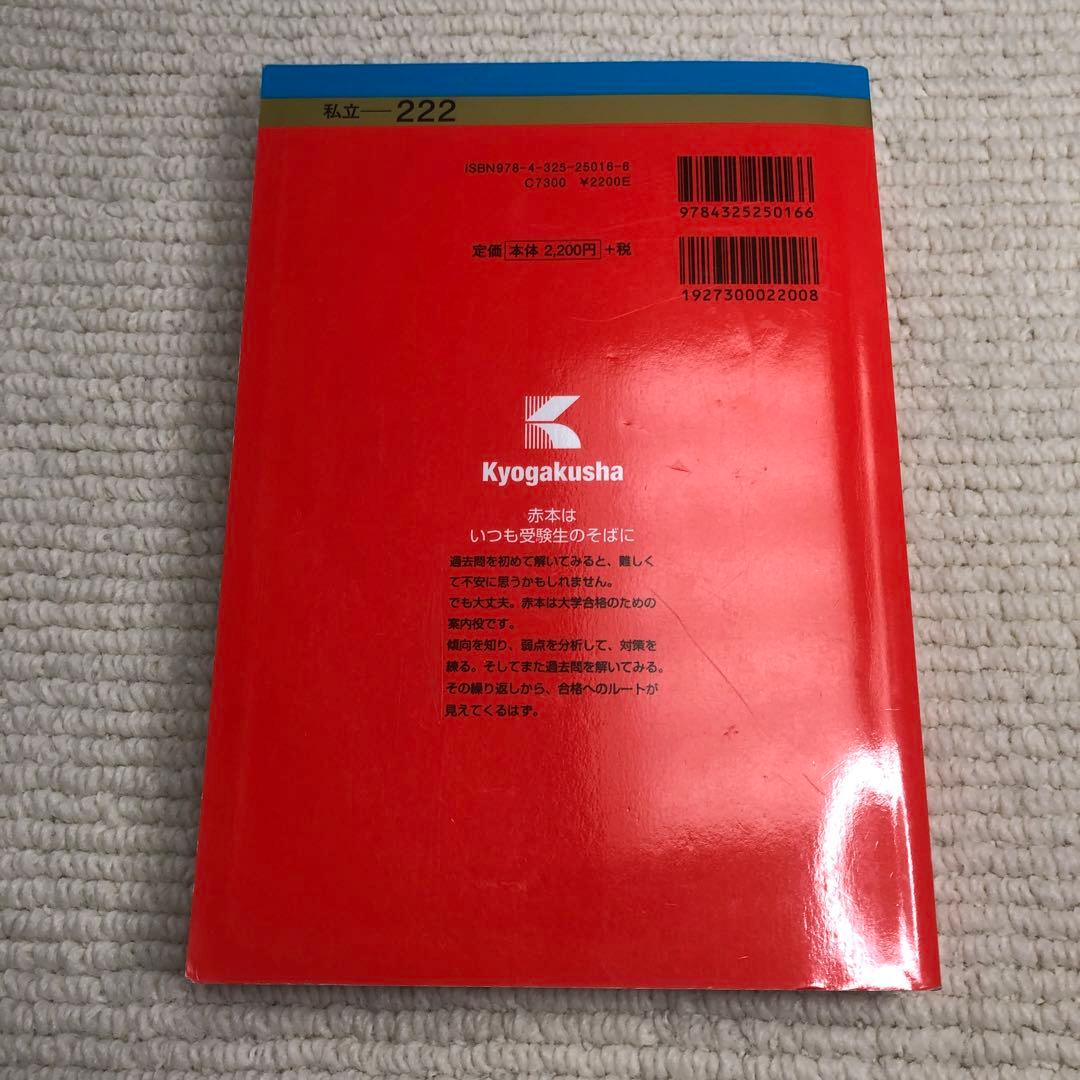 私立―222
ISBN978-4-325-25016-6
C7300 ¥2200E
9784325250166
定価 本体 2,200円 +税
1927300022008
Kyogakusha
赤本は
いつも受験生のそばに
過去問を初めて解いてみると、難しく
て不安に思うかもしれません。
でも大丈夫。赤本は大学合格のための
案内役です。
傾向を知り、弱点を分析して、対策を
練る。そしてまた過去問を解いてみる。
その繰り返しから、合格へのルートが
見えてくるはず。